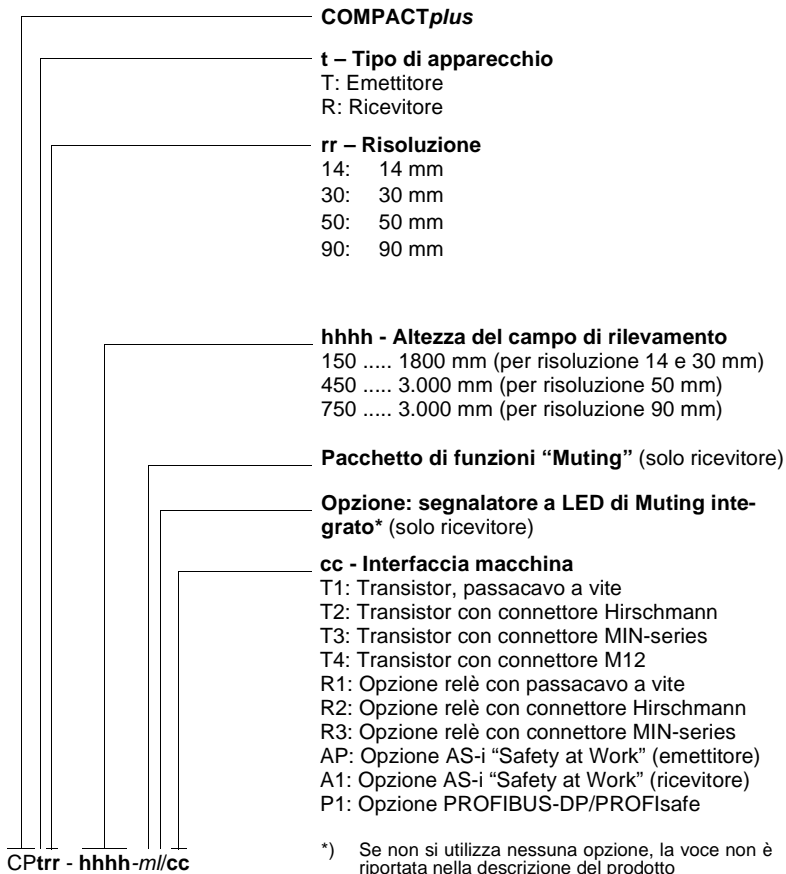 COMPACTplus
t – Tipo di apparecchio
T: Emettitore
R: Ricevitore
rr – Risoluzione
14: 14 mm
30: 30 mm
50: 50 mm
90: 90 mm
hhhh - Altezza del campo di rilevamento
150 ..... 1800 mm (per risoluzione 14 e 30 mm)
450 ..... 3.000 mm (per risoluzione 50 mm)
750 ..... 3.000 mm (per risoluzione 90 mm)
Pacchetto di funzioni “Muting” (solo ricevitore)
Opzione: segnalatore a LED di Muting inte-
grato* (solo ricevitore)
cc - Interfaccia macchina
T1: Transistor, passacavo a vite
T2: Transistor con connettore Hirschmann
T3: Transistor con connettore MIN-series
T4: Transistor con connettore M12
R1: Opzione relè con passacavo a vite
R2: Opzione relè con connettore Hirschmann
R3: Opzione relè con connettore MIN-series
AP: Opzione AS-i “Safety at Work” (emettitore)
A1: Opzione AS-i “Safety at Work” (ricevitore)
P1: Opzione PROFIBUS-DP/PROFIsafe
CPtrr - hhhh-ml/cc
*) Se non si utilizza nessuna opzione, la voce non è
riportata nella descrizione del prodotto